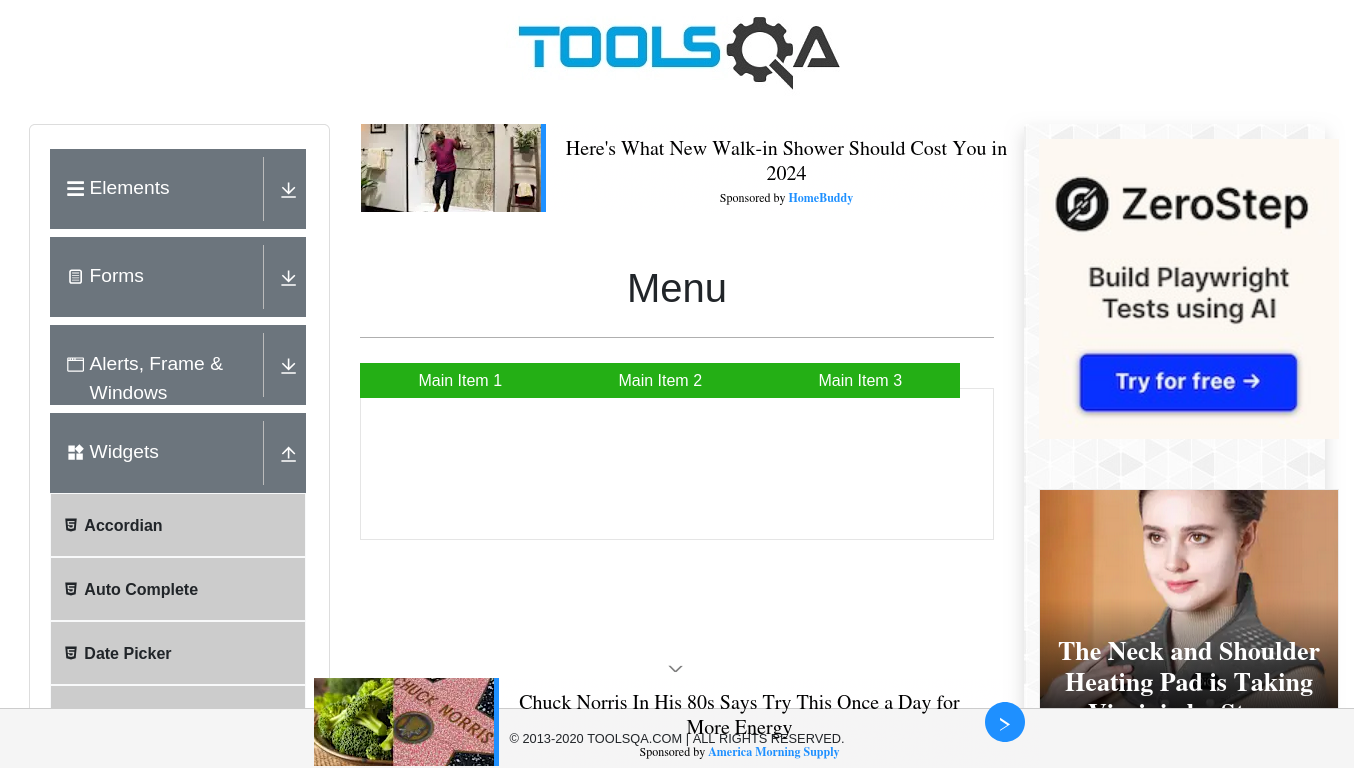 TOOLSQA
Elements
Forms
Alerts, Frame &
Windows
Widgets
Accordian
Auto Complete
Date Picker
Here's What New Walk-in Shower Should Cost You in
2024
Sponsored by HomeBuddy
Menu
Main Item 1
Main Item 2
Main Item 3
ZeroStep
Build Playwright
Tests using AI
Try for free →
The Neck and Shoulder
Heating Pad is Taking
CHUCK NORRIS
Chuck Norris In His 80s Says Try This Once a Day for
More Energy
Sponsored by America Morning Supply
© 2013-2020 TOOLSQA.COM | ALL RIGHTS RESERVED.